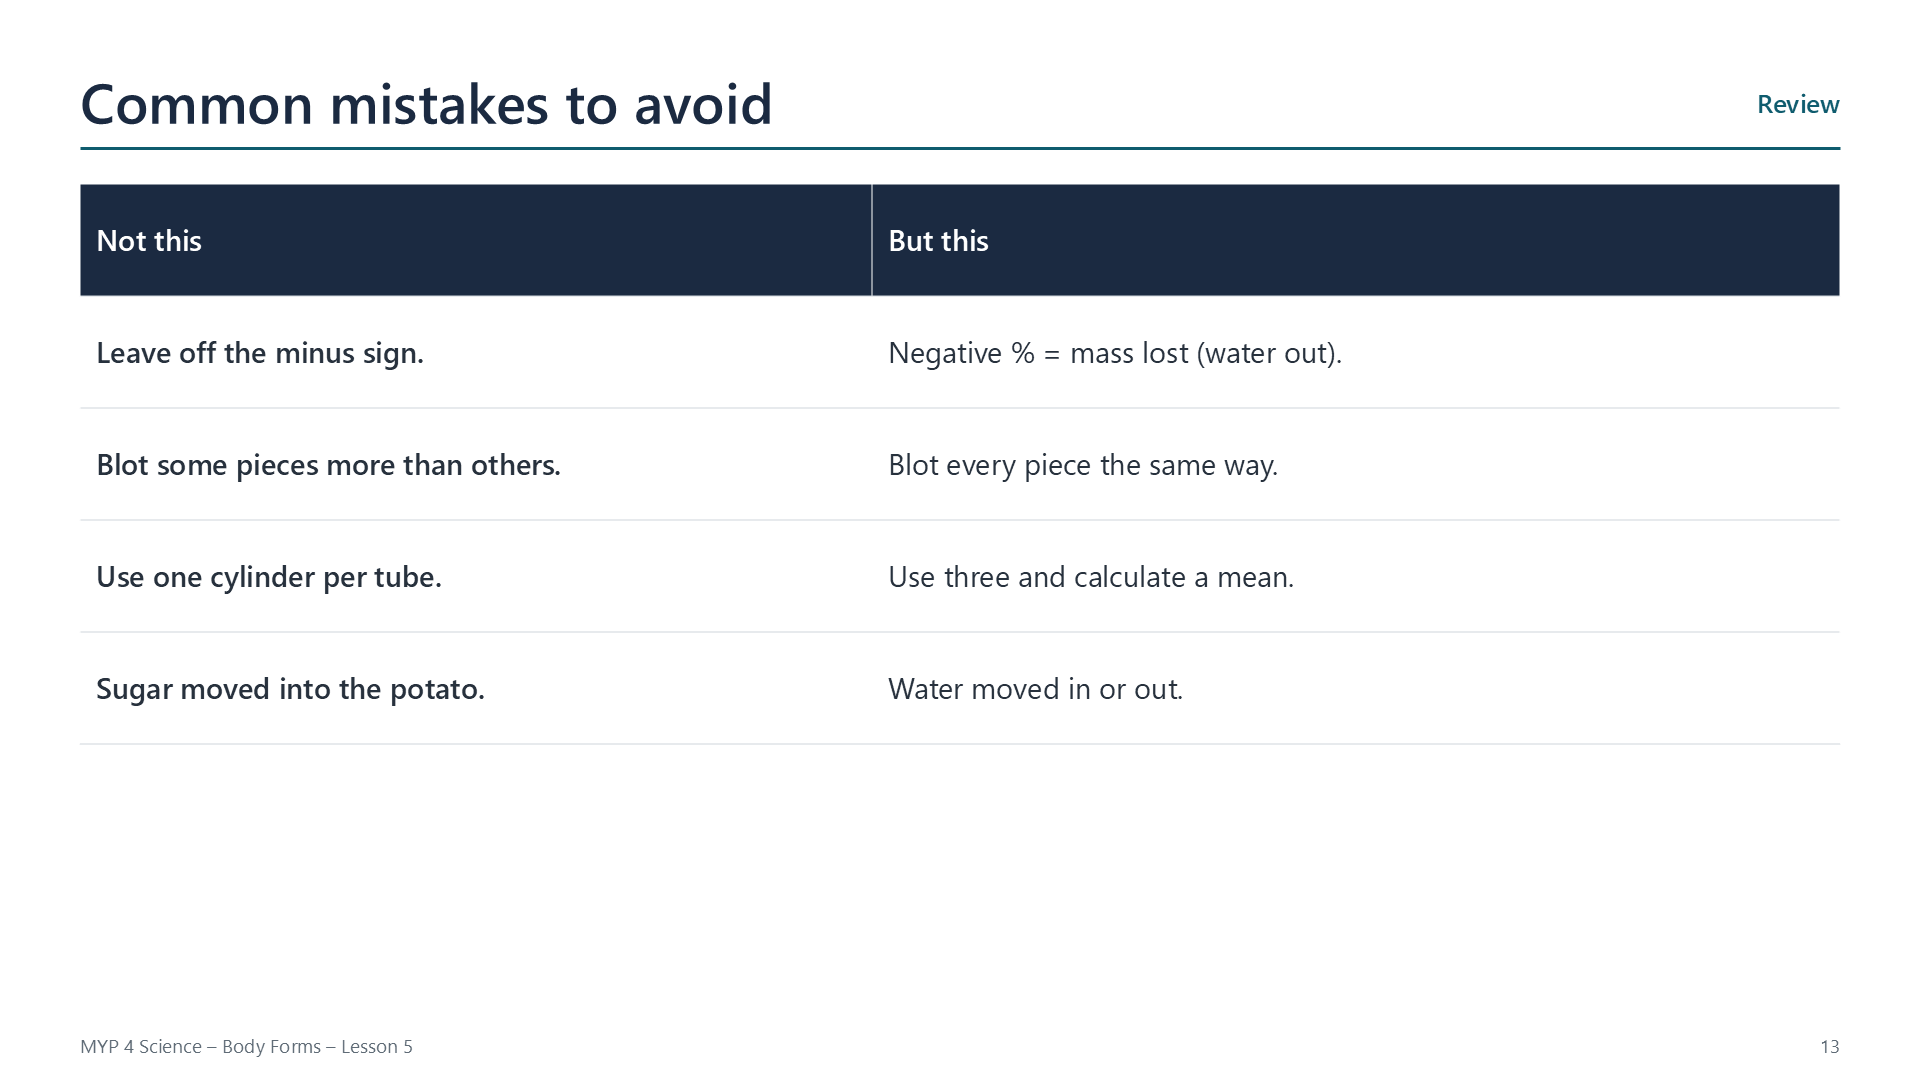 Common mistakes to avoid
Review
Not this
But this
Leave off the minus sign.
Negative % = mass lost (water out).
Blot some pieces more than others.
Blot every piece the same way.
Use one cylinder per tube.
Use three and calculate a mean.
Sugar moved into the potato.
Water moved in or out.
MYP 4 Science – Body Forms – Lesson 5
13